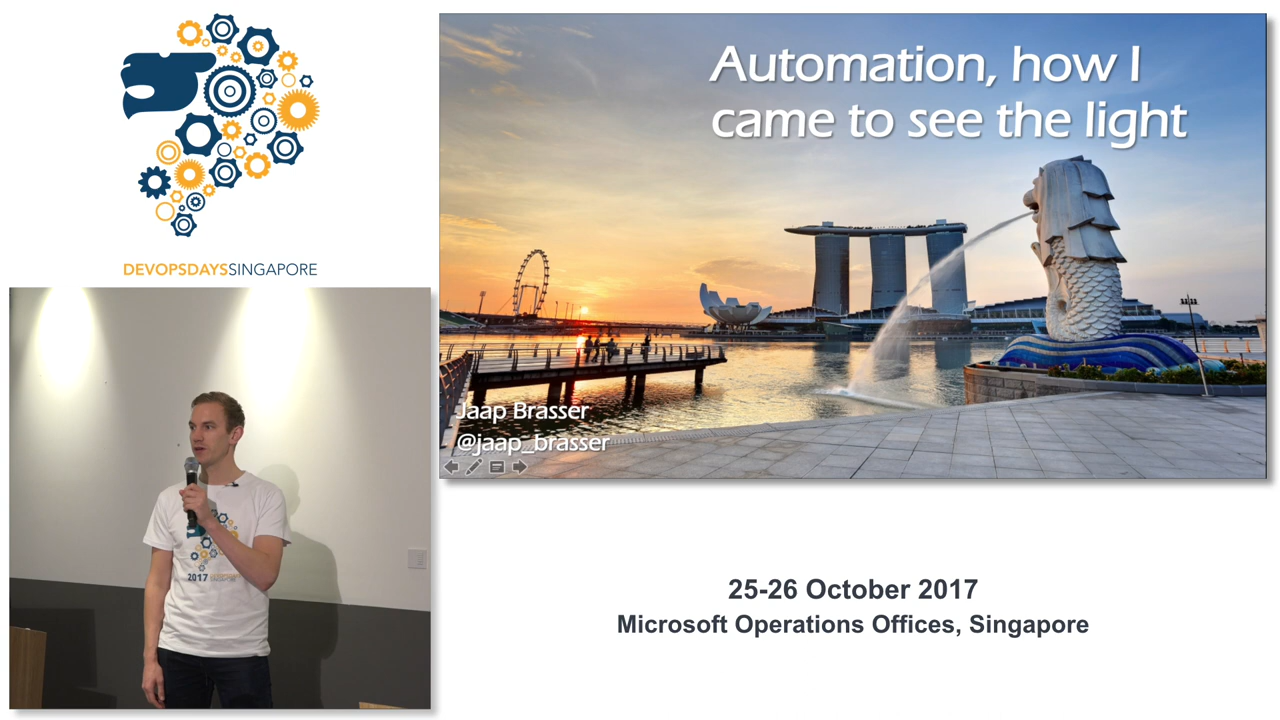 DEVOPSDAYSSINGAPORE
Automation, how I
came to see the light
Jaap Brasser
@jaap_brasser
2017
25-26 October 2017
Microsoft Operations Offices, Singapore